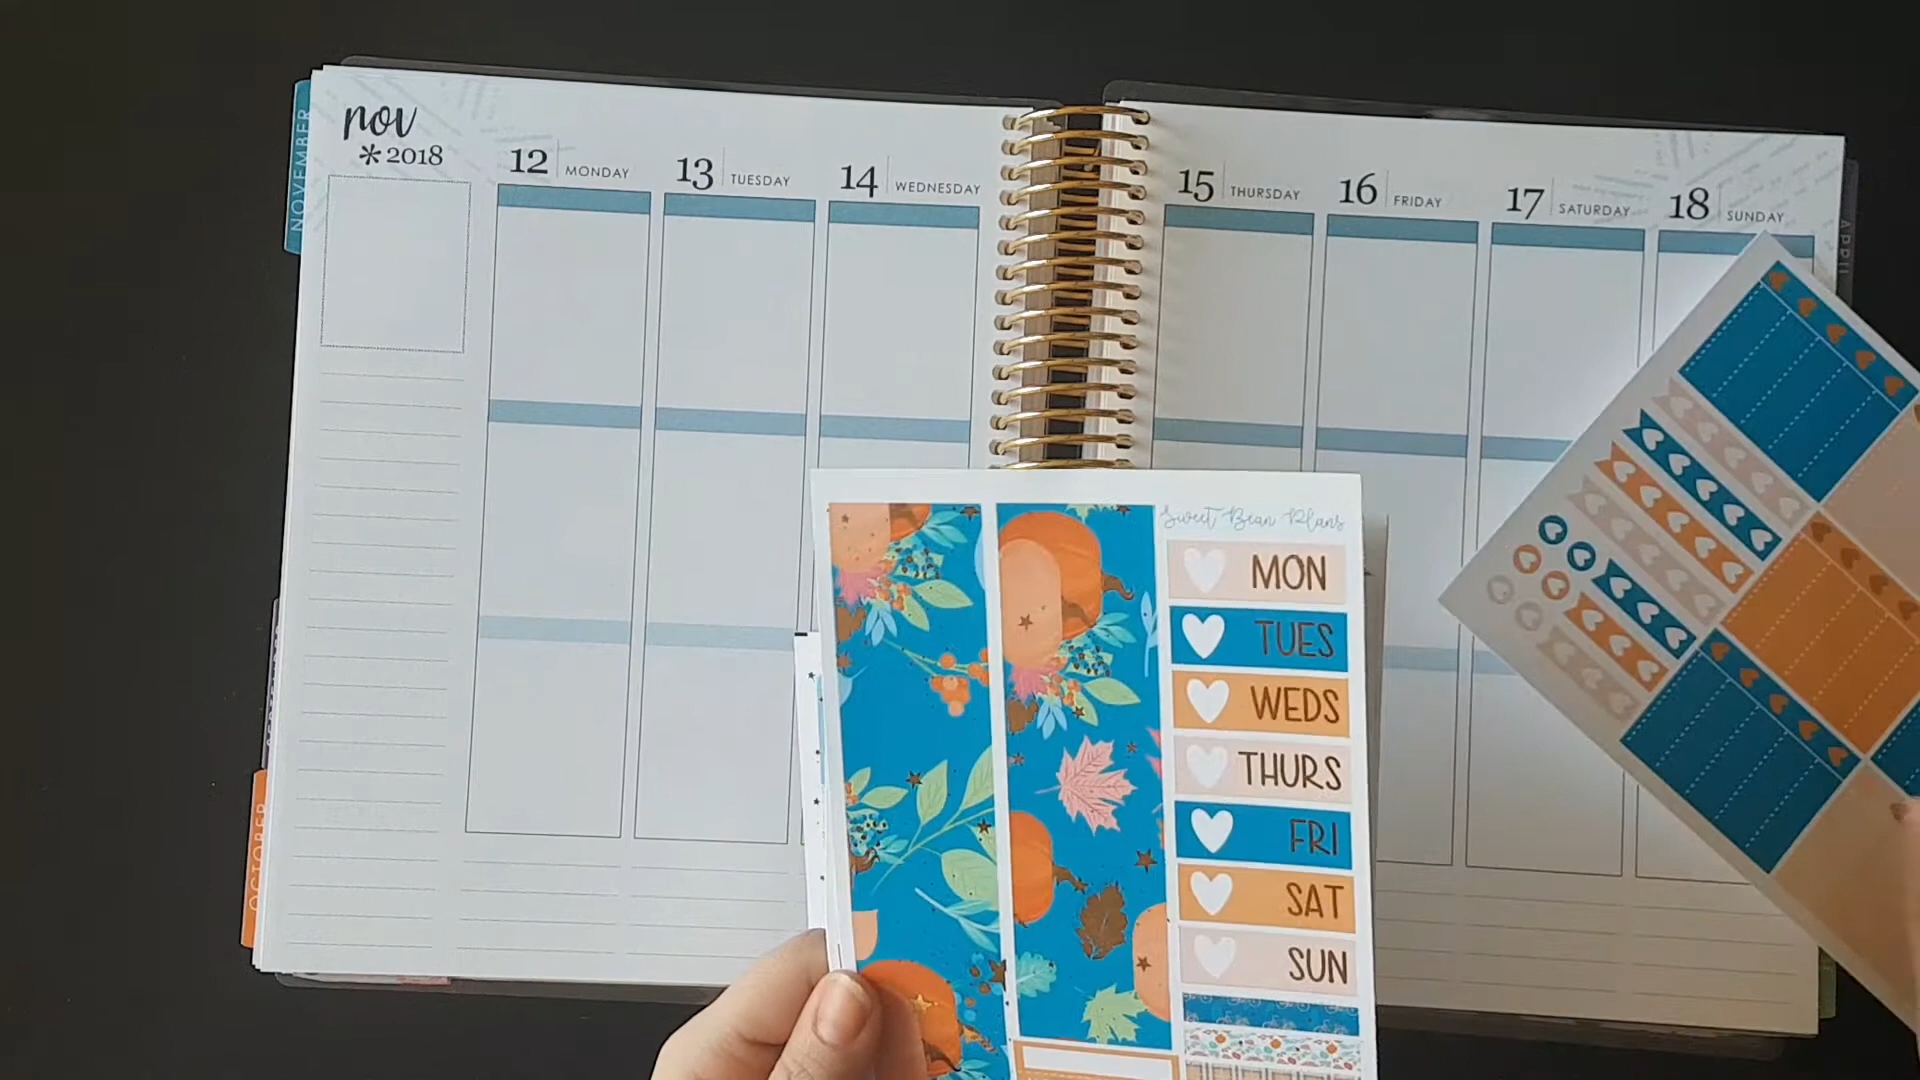 nov
*2018
12 MONDAY
13 TUESDAY
14 WEDNESDAY
15 THURSDAY
16 FRIDAY
17 SATURDAY
18 SUNDAY
NOVEMBER
OCTOBER
April
Sweet Bean Plans
MON
TUES
WEDS
THURS
FRI
SAT
SUN